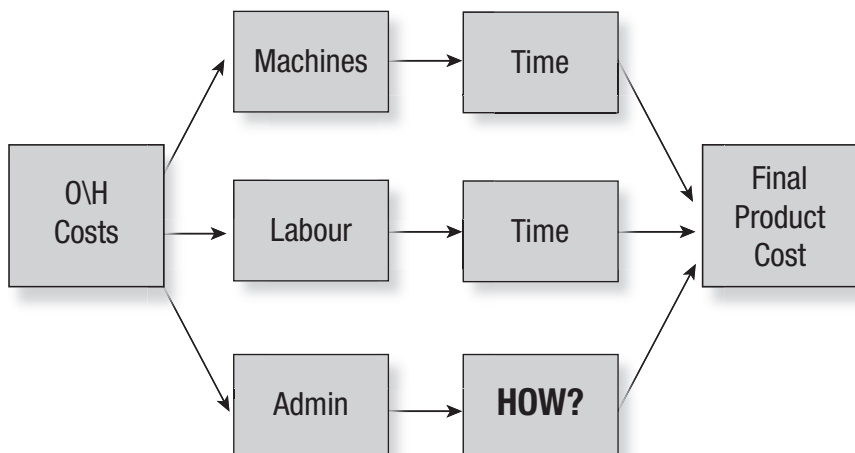 Machines
Time
O\H
Costs
Labour
Time
Final
Product
Cost
Admin
HOW?